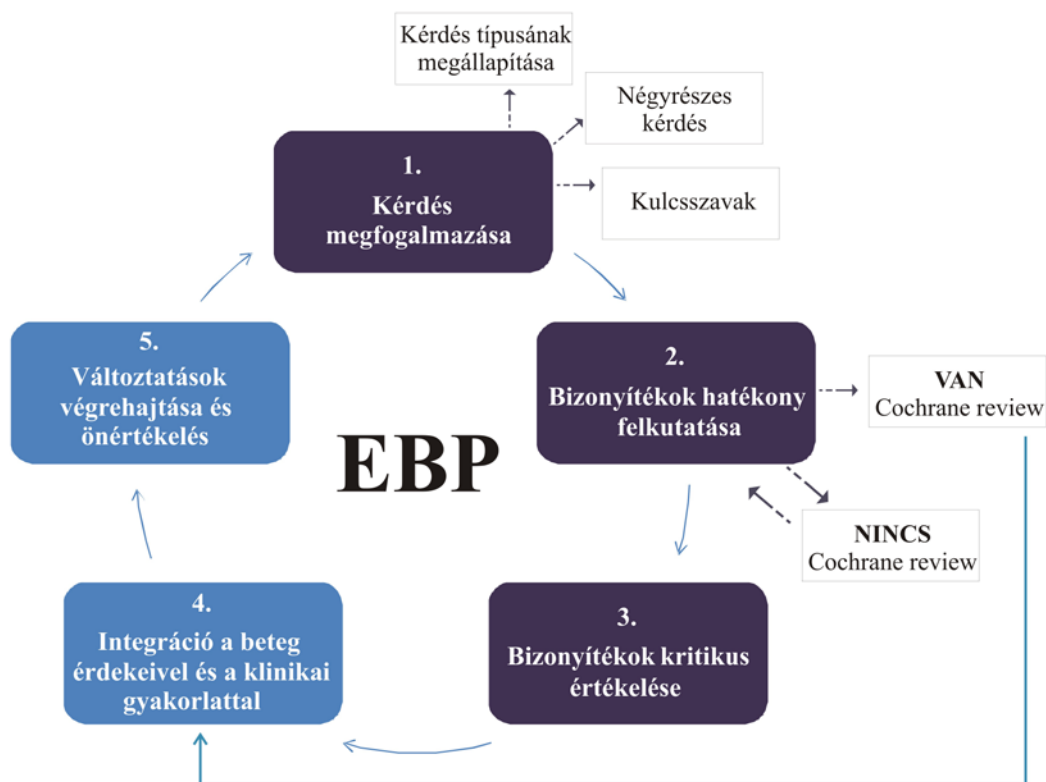 Kérdés típusának
megállapítása
Négyrészes
kérdés
1.
Kérdés
megfogalmazása
Kulcsszavak
5.
Változtatások
végrehajtása és
önértékelés
2.
Bizonyítékok hatékony
felkutatása
VAN
Cochrane review
EBP
NINCS
Cochrane review
4.
Integráció a beteg
érdekeivel és a klinikai
gyakorlattal
3.
Bizonyítékok kritikus
értékelése